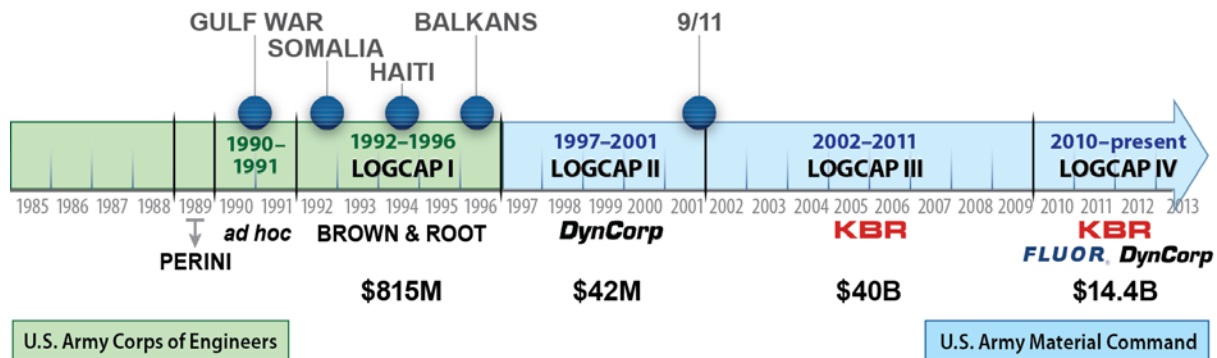 GULF WAR
SOMALIA
HAITI
BALKANS
9/11
1990–
1991
1992–1996
LOGCAP I
1997–2001
LOGCAP II
2002–2011
LOGCAP III
2010–present
LOGCAP IV
1985 1986 1987 1988 1989 1990 1991 1992 1993 1994 1995 1996 1997 1998 1999 2000 2001 2002 2003 2004 2005 2006 2007 2008 2009 2010 2011 2012 2013
PERINI
ad hoc
BROWN & ROOT
$815M
DynCorp
$42M
KBR
$40B
KBR
FLUOR® DynCorp
$14.4B
U.S. Army Corps of Engineers
U.S. Army Material Command